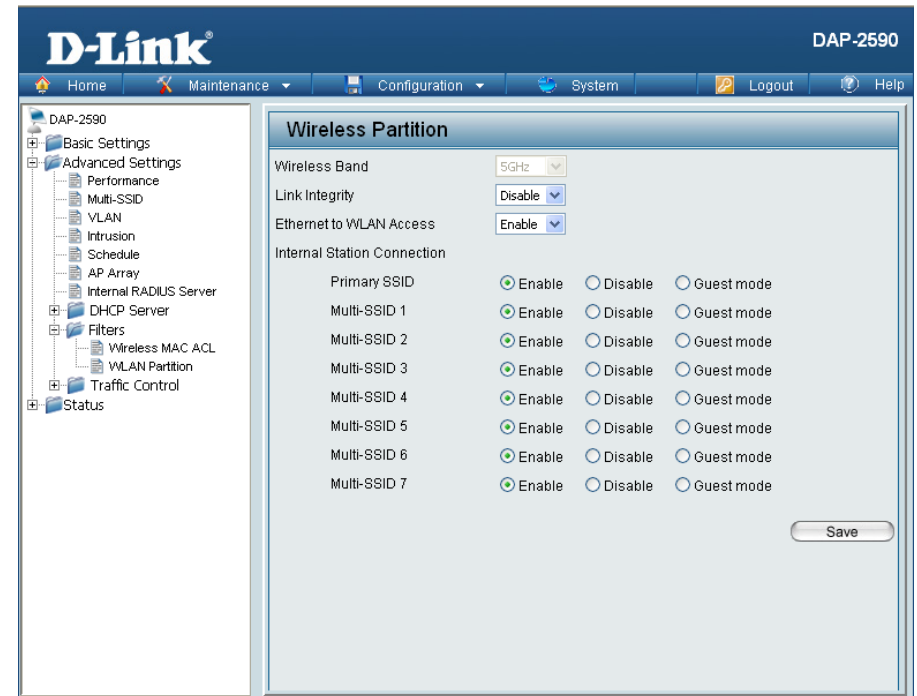 D-Link®
DAP-2590
Home Maintenance Configuration System Logout Help
DAP-2590
Basic Settings
Advanced Settings
Performance
Multi-SSID
VLAN
Intrusion
Schedule
AP Array
Internal RADIUS Server
DHCP Server
Filters
Wireless MAC ACL
WLAN Partition
Traffic Control
Status
Wireless Partition
Wireless Band 5GHz
Link Integrity Disable
Ethernet to WLAN Access Enable
Internal Station Connection
Primary SSID Enable Disable Guest mode
Multi-SSID 1 Enable Disable Guest mode
Multi-SSID 2 Enable Disable Guest mode
Multi-SSID 3 Enable Disable Guest mode
Multi-SSID 4 Enable Disable Guest mode
Multi-SSID 5 Enable Disable Guest mode
Multi-SSID 6 Enable Disable Guest mode
Multi-SSID 7 Enable Disable Guest mode
Save